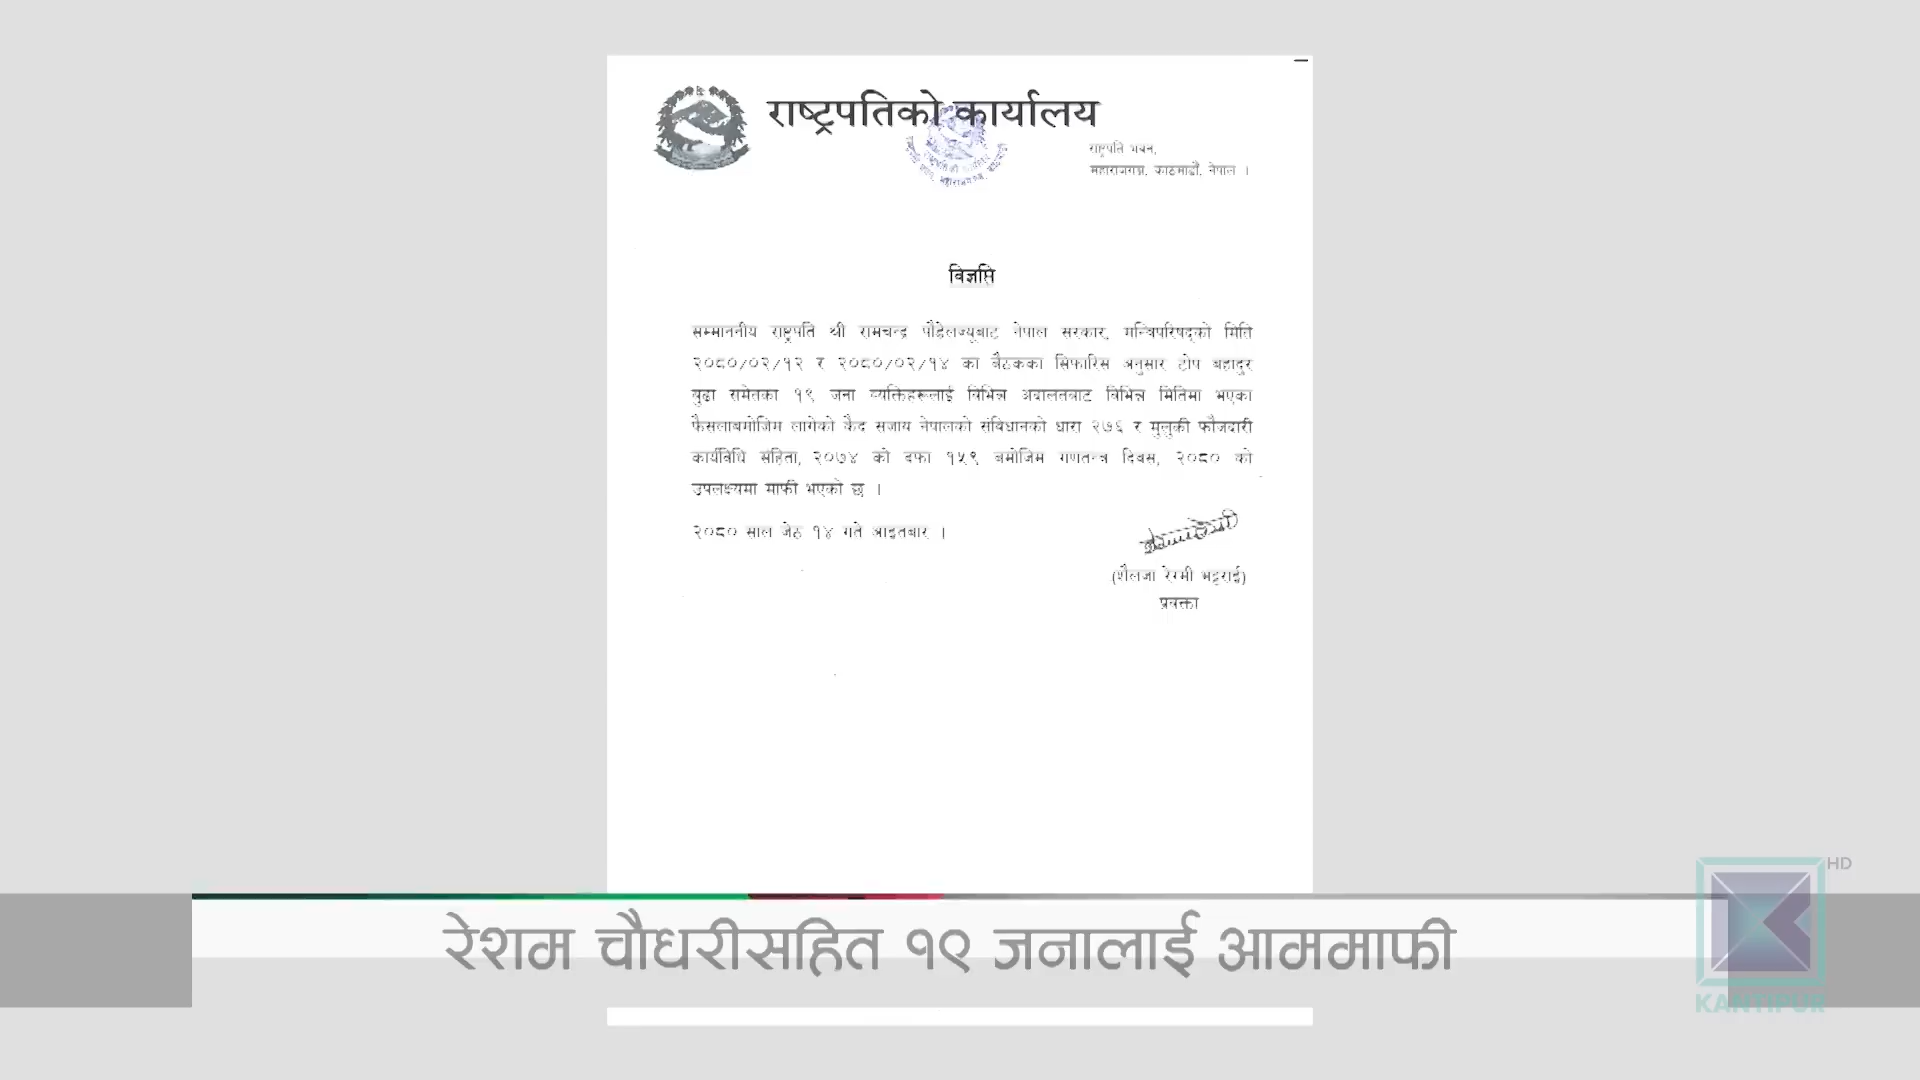 राष्ट्रपतिको कार्यालय
राष्ट्रपति भवन,
महाराजगञ्ज, काठमाडौं, नेपाल ।
विज्ञप्ति
सम्माननीय राष्ट्रपति श्री रामचन्द्र पौडेलज्यूबाट नेपाल सरकार, मन्त्रिपरिषद्को मिति
२०८०/०२/१२ र २०८०/०२/१४ का बैठकका सिफारिस अनुसार टोप बहादुर
बुढा समेतका १९ जना व्यक्तिहरूलाई विभिन्न अदालतबाट विभिन्न मितिमा भएका
फैसलाबमोजिम लागेको कैद सजाय नेपालको संविधानको धारा २७६ र मुलुकी फौजदारी
कार्यविधि संहिता, २०७४ को दफा १५९ बमोजिम गणतन्त्र दिवस, २०८० को
उपलक्ष्यमा माफी भएको छ ।
२०८० साल जेठ १४ गते आइतबार ।
(शैलजा रेग्मी भट्टराई)
प्रवक्ता
रेशम चौधरीसहित १९ जनालाई आममाफी
HD
KANTIPUR